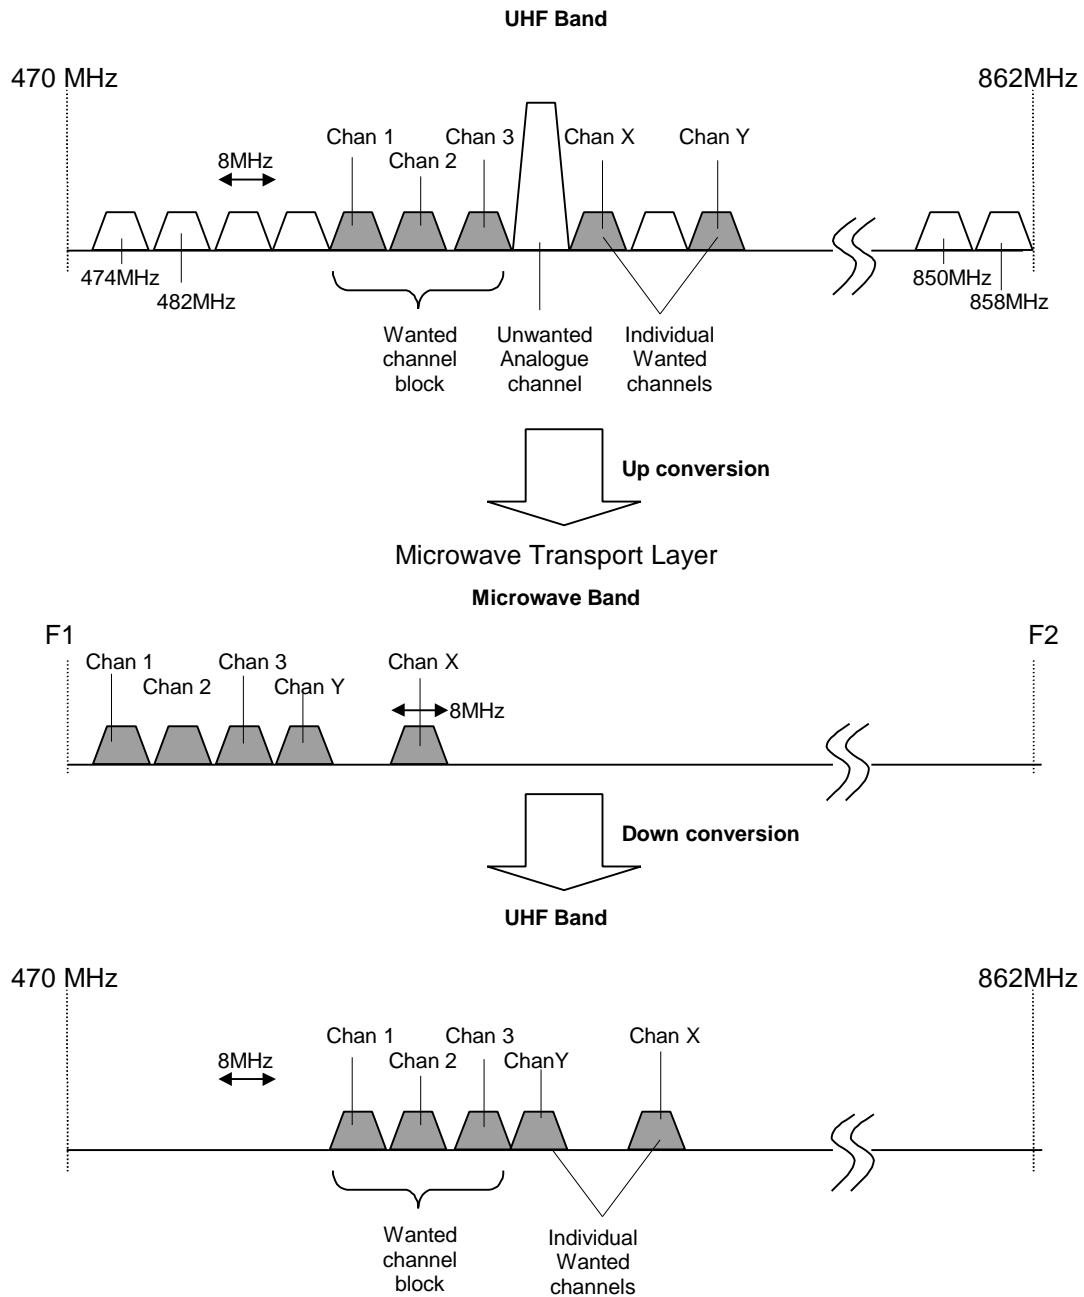 UHF Band
470 MHz
862MHz
Chan 1
Chan 2
Chan 3
Chan X
Chan Y
8MHz
474MHz
482MHz
850MHz
858MHz
Wanted
channel
block
Unwanted
Analogue
channel
Individual
Wanted
channels
Up conversion
Microwave Transport Layer
Microwave Band
F1
F2
Chan 1
Chan 2
Chan 3
Chan Y
Chan X
8MHz
Down conversion
UHF Band
470 MHz
862MHz
8MHz
Chan 1
Chan 2
Chan 3
ChanY
Chan X
Wanted
channel
block
Individual
Wanted
channels